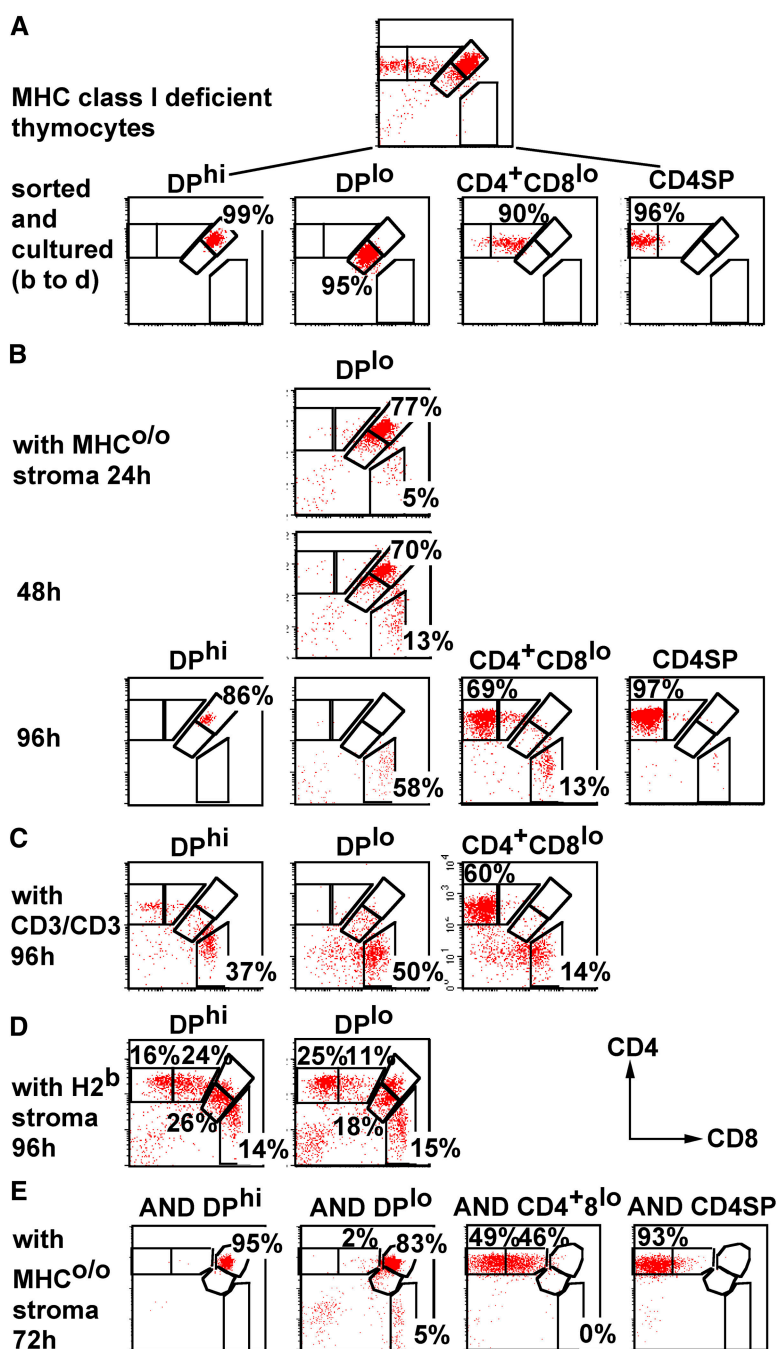 A
MHC class I deficient
thymocytes
sorted
and
cultured
(b to d)
DPhi
DPlo
CD4+CD8lo
CD4SP
99%
95%
90%
96%
B
DPlo
with MHCo/o
stroma 24h
77%
5%
48h
70%
13%
DPhi
CD4+CD8lo
CD4SP
96h
86%
58%
69%
13%
97%
C
DPhi
DPlo
CD4+CD8lo
with
CD3/CD3
96h
37%
50%
60%
14%
D
DPhi
DPlo
with H2b
stroma
96h
16% 24%
26%
14%
25% 11%
18%
15%
CD4
CD8
E
AND DPhi
AND DPlo
AND CD4+8lo
AND CD4SP
with
MHCo/o
stroma
72h
95%
2%
83%
5%
49% 46%
0%
93%